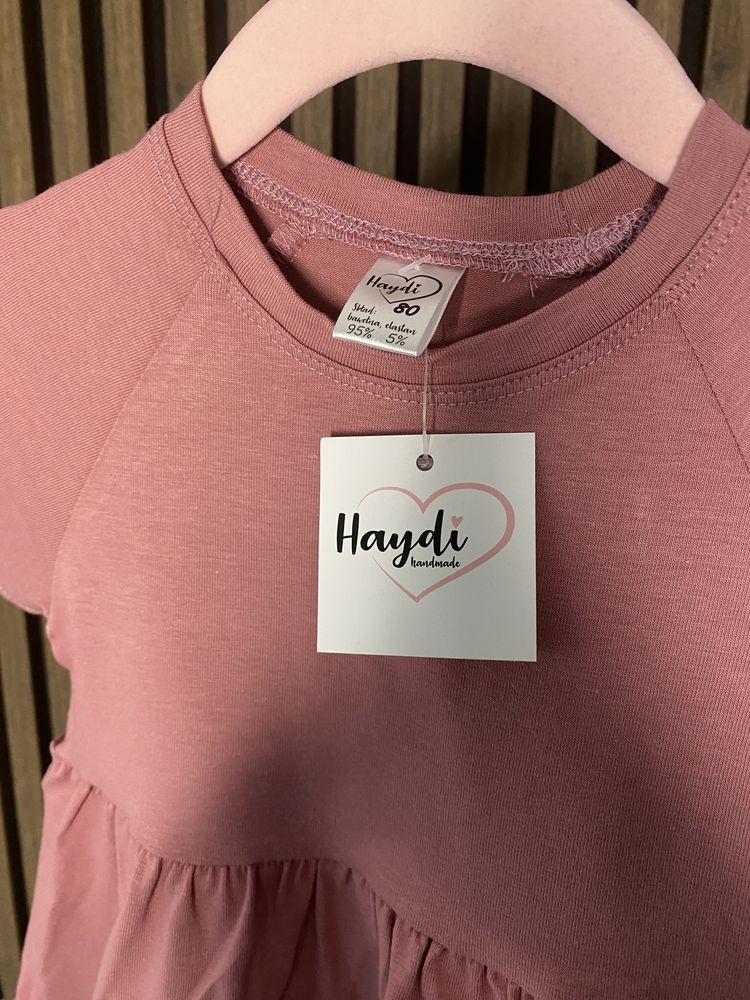 Haydi
80
Skład:
bawełna, elastan
95% 5%
Haydi
handmade